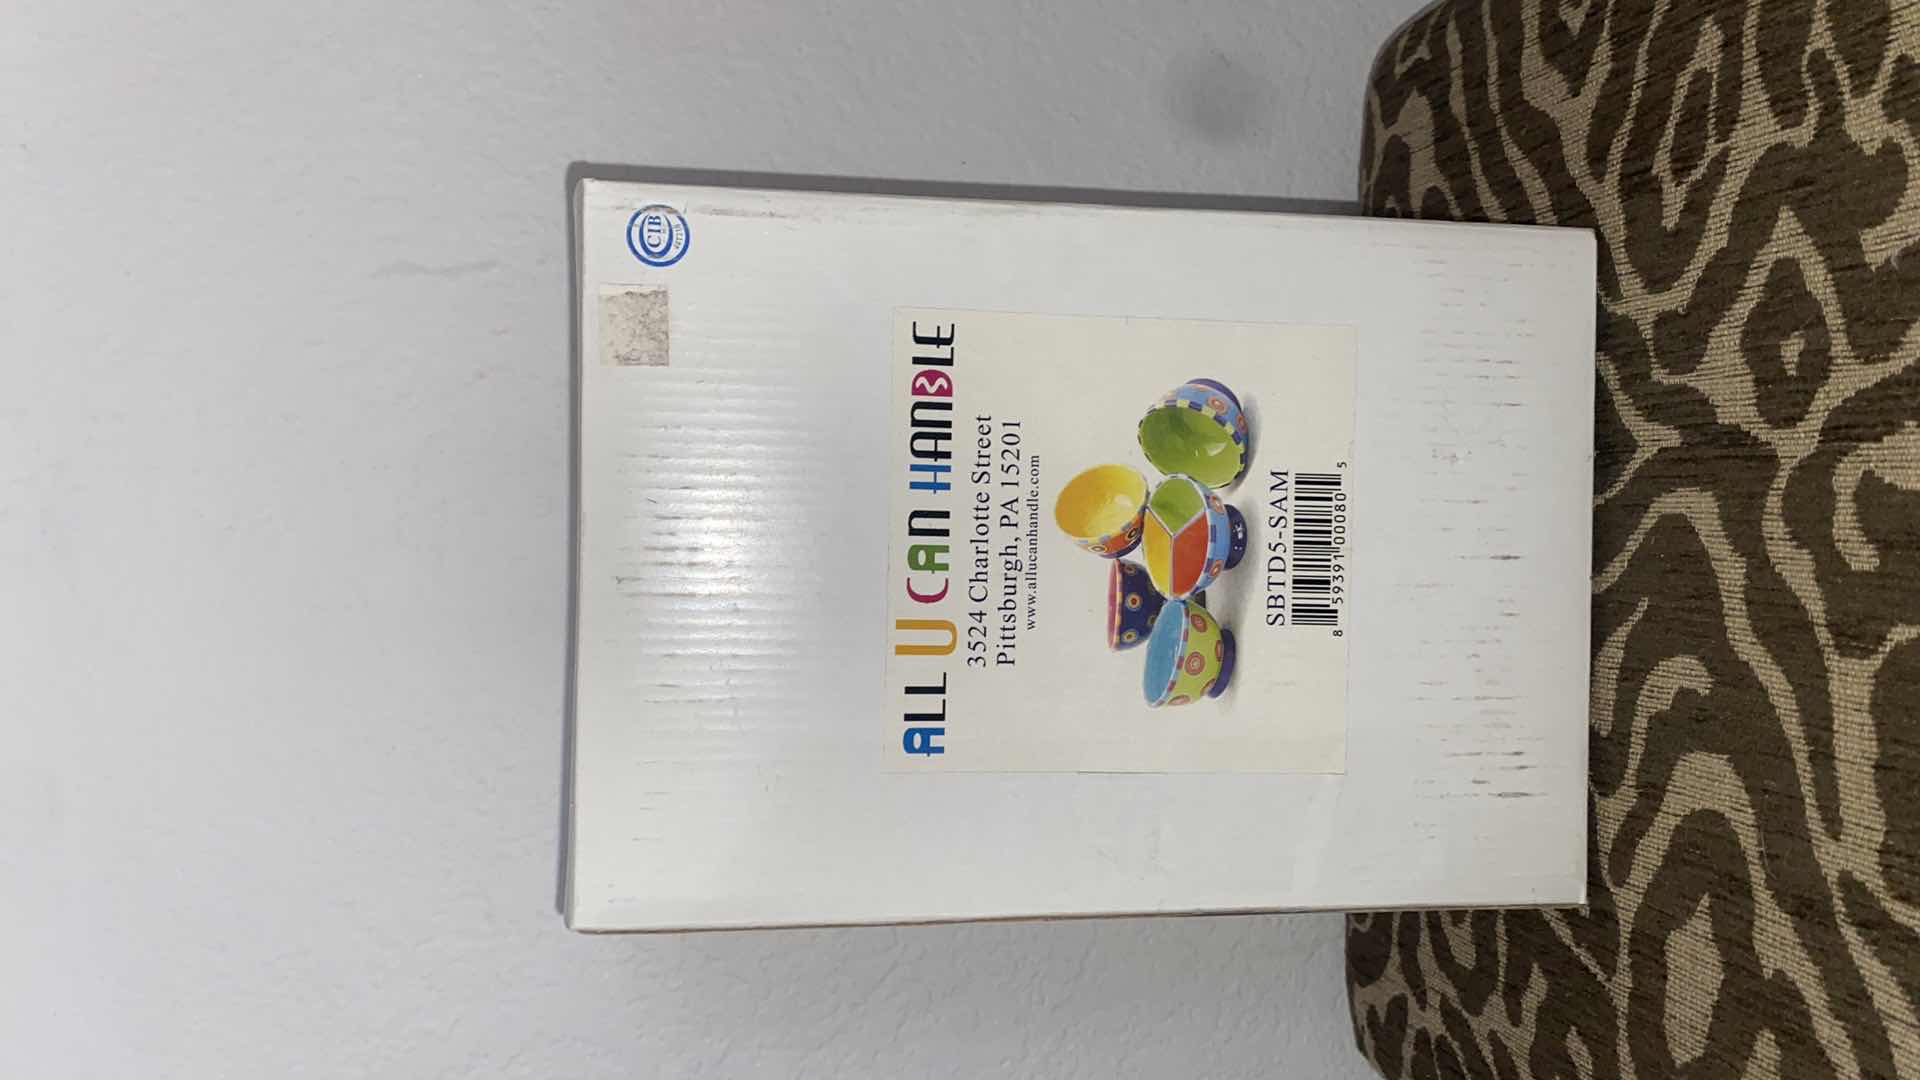 CIB
ALL U CAN HANDLE
3524 Charlotte Street
Pittsburgh, PA 15201
www.allucanhandle.com
SBTD5-SAM
8 59391 00080 5